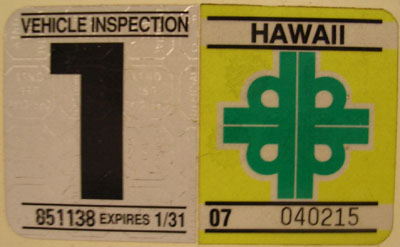 VEHICLE INSPECTION
1
851138 EXPIRES 1/31
HAWAII
07 040215